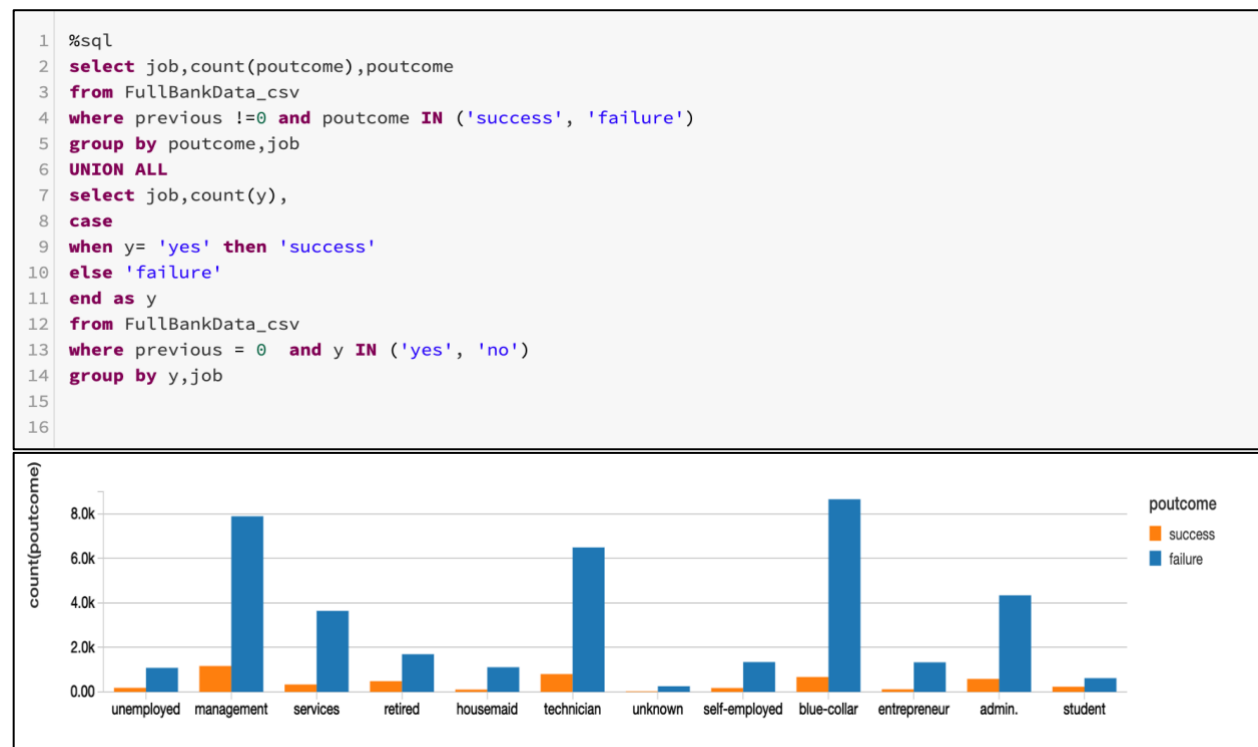 1 %sql
2 select job,count(poutcome),poutcome
3 from FullBankData_csv
4 where previous !=0 and poutcome IN ('success', 'failure')
5 group by poutcome,job
6 UNION ALL
7 select job,count(y),
8 case
9 when y= 'yes' then 'success'
10 else 'failure'
11 end as y
12 from FullBankData_csv
13 where previous = 0  and y IN ('yes', 'no')
14 group by y,job
15
16
count(poutcome)
8.0k
6.0k
4.0k
2.0k
0.00
unemployed management services retired housemaid technician unknown self-employed blue-collar entrepreneur admin. student
poutcome
success
failure